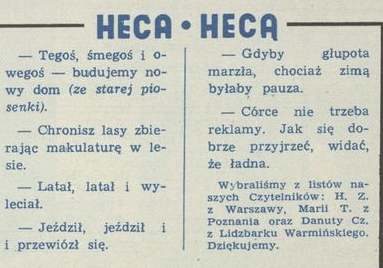 HECA • HECĄ
— Tegoś, śmegoś i o-
wegoś — budujemy no-
wy dom (ze starej pio-
senki).
— Chronisz lasy zbie-
rając makulaturę w le-
sie.
— Latał, latał i wy-
leciał.
— Jeździł, jeździł i
i przewiózł się.
— Gdyby głupota
marzła, chociaż zimą
byłaby pauza.
— Córce nie trzeba
reklamy. Jak się do-
brze przyjrzeć, widać,
że ładna.
Wybraliśmy z listów na-
szych Czytelników: H. Z.
z Warszawy, Marii T. z
Poznania oraz Danuty Cz.
z Lidzbarku Warmińskiego.
Dziękujemy.